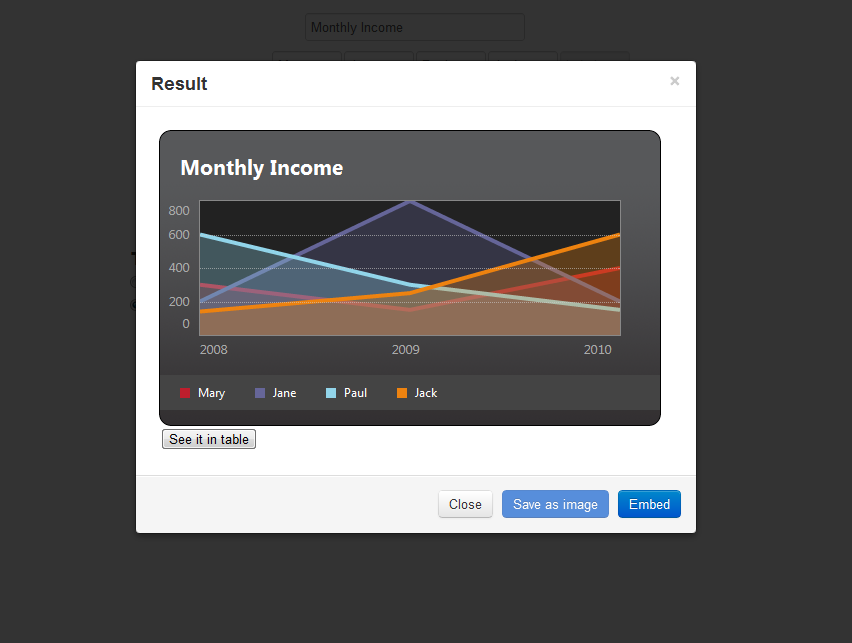 Monthly Income
Result ×
Monthly Income
800
600
400
200
0
2008 2009 2010
Mary Jane Paul Jack
See it in table
Close Save as image Embed